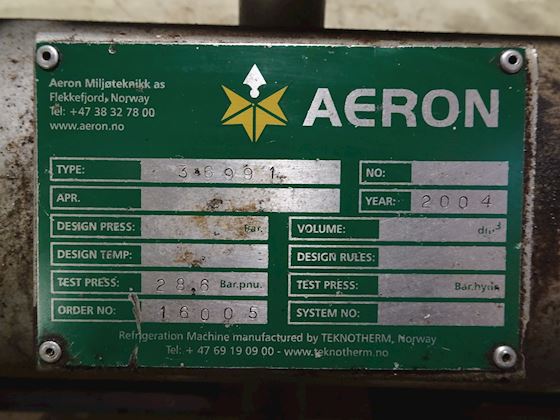 Aeron Miljøteknikk as
Flekkefjord, Norway
Tel: +47 38 32 78 00
www.aeron.no
AERON
TYPE: 38991 NO:
APR. YEAR: 2004
DESIGN PRESS: Bar. VOLUME: dm³
DESIGN TEMP: DESIGN RULES:
TEST PRESS: 28,6 Bar.pnu. TEST PRESS: Bar.hydr.
ORDER NO: 16005 SYSTEM NO:
Refrigeration Machine manufactured by TEKNOTHERM, Norway
Tel: + 47 69 19 09 00 - www.teknotherm.no